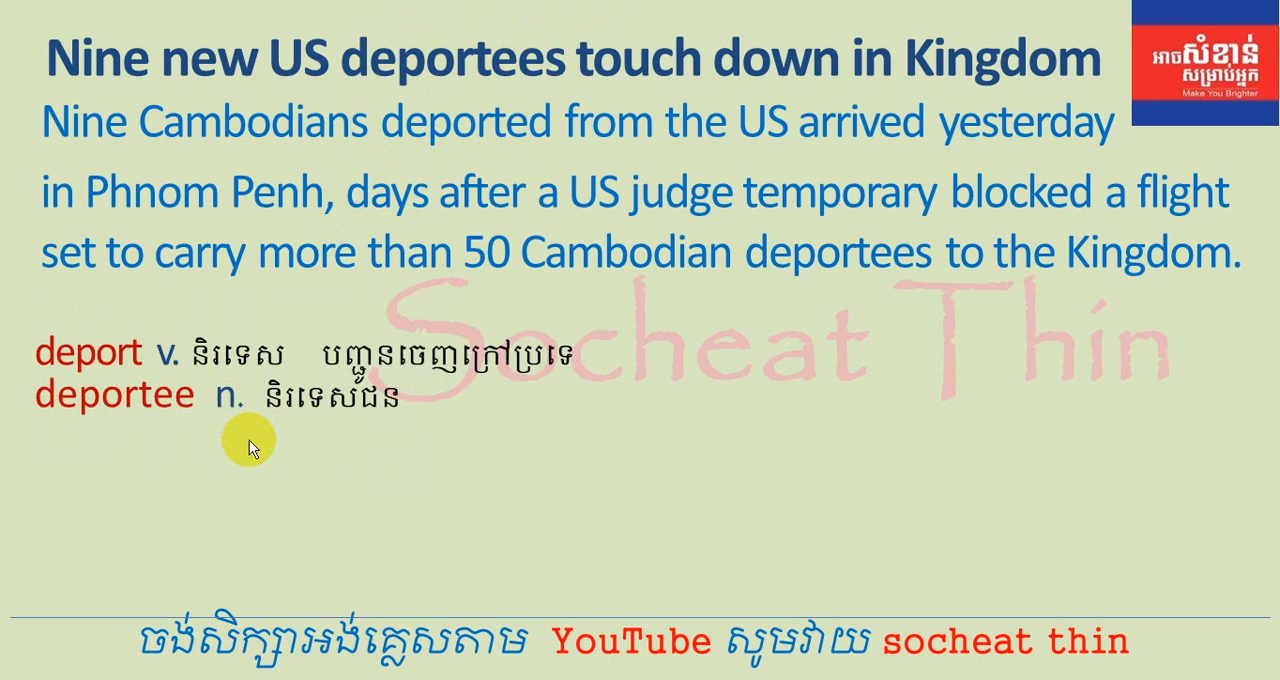 Nine new US deportees touch down in Kingdom
អាចសំខាន់
សម្រាប់អ្នក
Make You Brighter
Nine Cambodians deported from the US arrived yesterday
in Phnom Penh, days after a US judge temporary blocked a flight
set to carry more than 50 Cambodian deportees to the Kingdom.
Socheat Thin
deport v. និរទេស បញ្ជូនចេញក្រៅប្រទេ
deportee n. និរទេសជន
ចង់សិក្សាអង់គ្លេសតាម YouTube សូមវាយ socheat thin